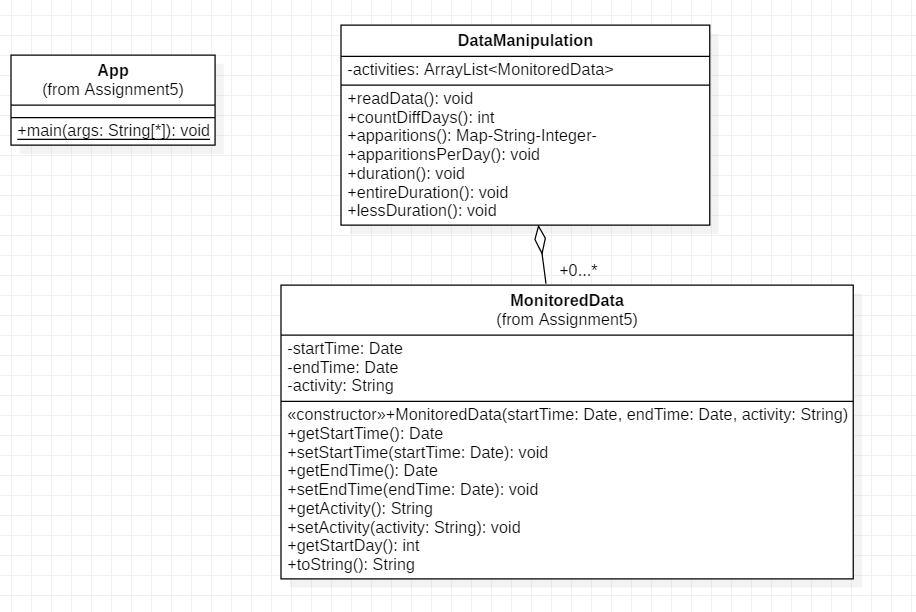 App
(from Assignment5)
+main(args: String[*]): void
DataManipulation
-activities: ArrayList<MonitoredData>
+readData(): void
+countDiffDays(): int
+apparitions(): Map-String-Integer-
+apparitionsPerDay(): void
+duration(): void
+entireDuration(): void
+lessDuration(): void
+0...*
MonitoredData
(from Assignment5)
-startTime: Date
-endTime: Date
-activity: String
«constructor»+MonitoredData(startTime: Date, endTime: Date, activity: String)
+getStartTime(): Date
+setStartTime(startTime: Date): void
+getEndTime(): Date
+setEndTime(endTime: Date): void
+getActivity(): String
+setActivity(activity: String): void
+getStartDay(): int
+toString(): String